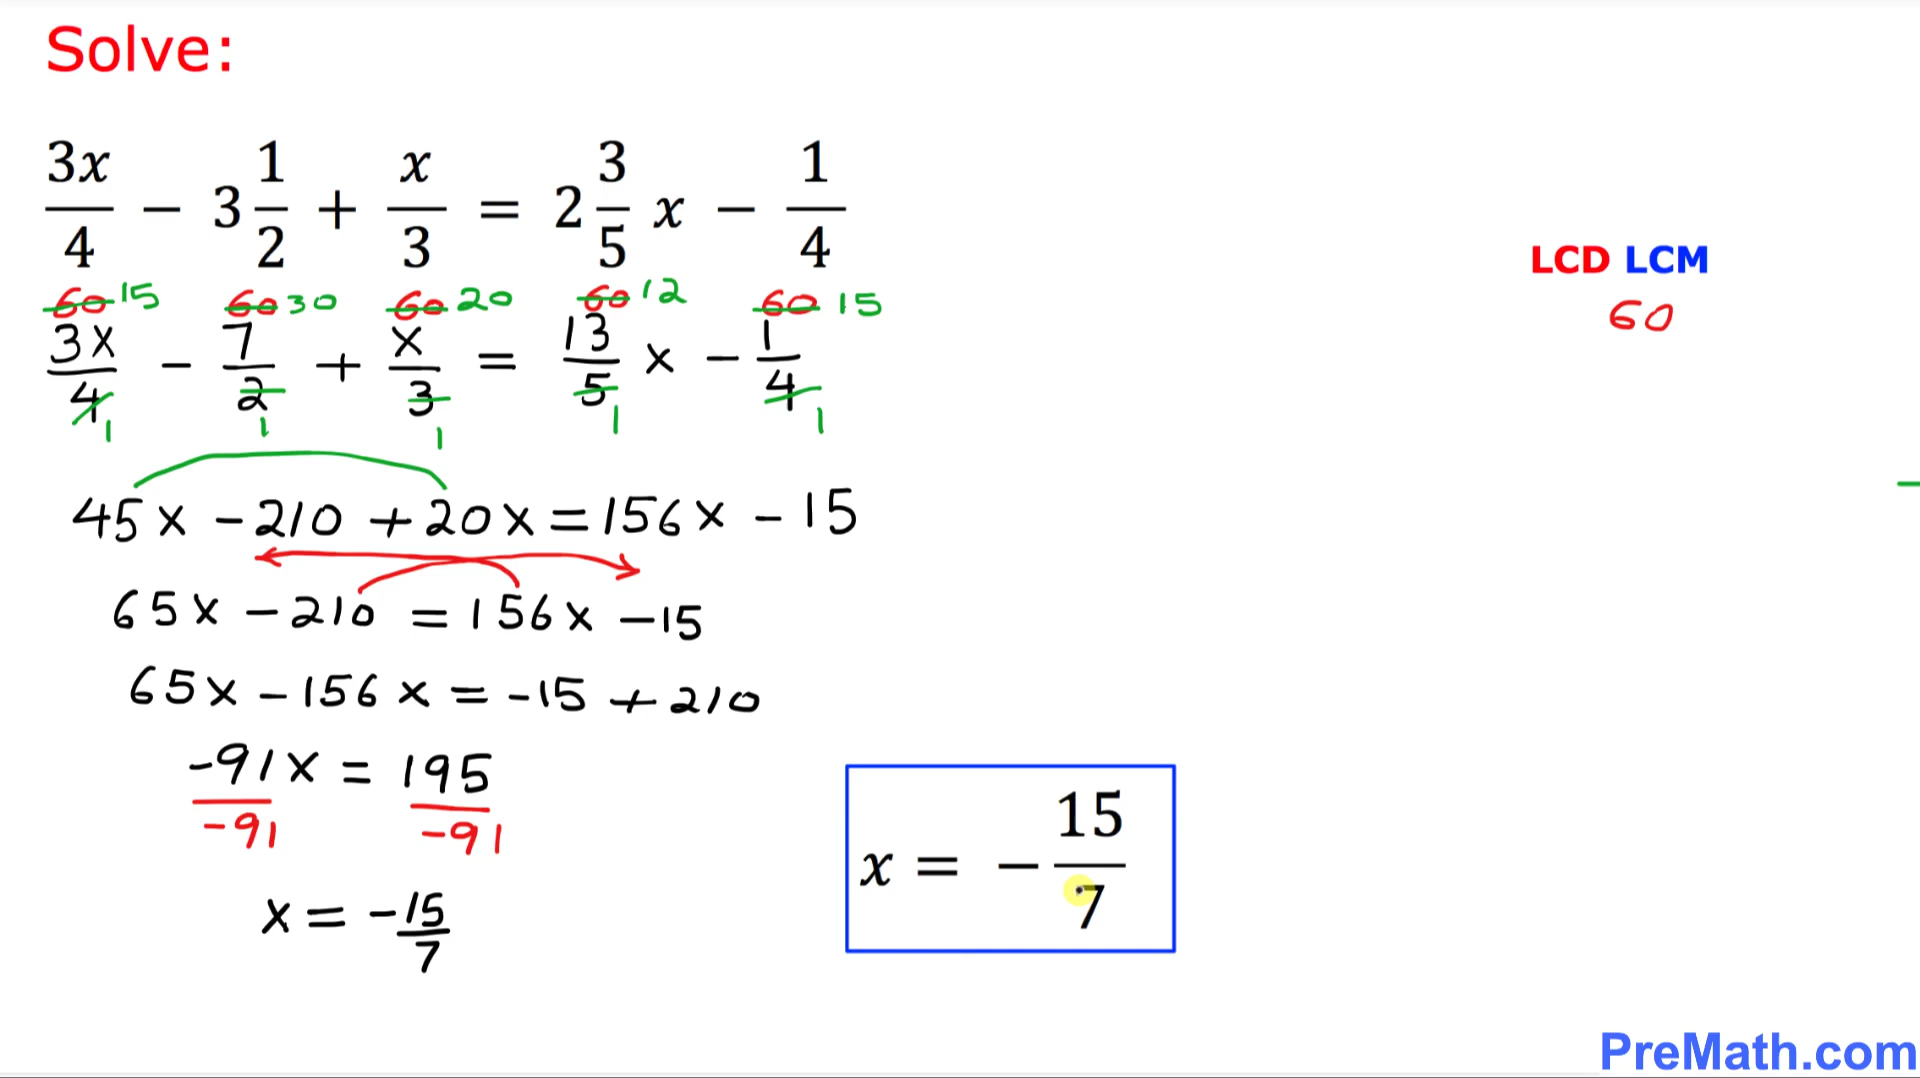 Solve:
3x/4 − 3 1/2 + x/3 = 2 3/5 x − 1/4
LCD LCM
60
60 15 60 30 60 20 60 12 60 15
3x/4 − 7/2 + x/3 = 13/5 x − 1/4
1 1 1 1 1
45x − 210 + 20x = 156x − 15
65x − 210 = 156x − 15
65x − 156x = −15 + 210
−91x = 195
−91 −91
x = −15/7
x = − 15/7
PreMath.com